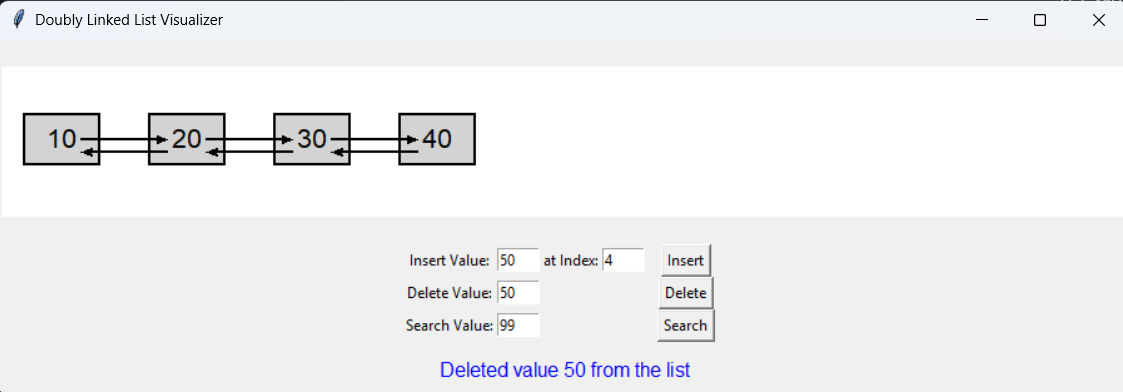 Doubly Linked List Visualizer
10 20 30 40
Insert Value: 50 at Index: 4 Insert
Delete Value: 50 Delete
Search Value: 99 Search
Deleted value 50 from the list